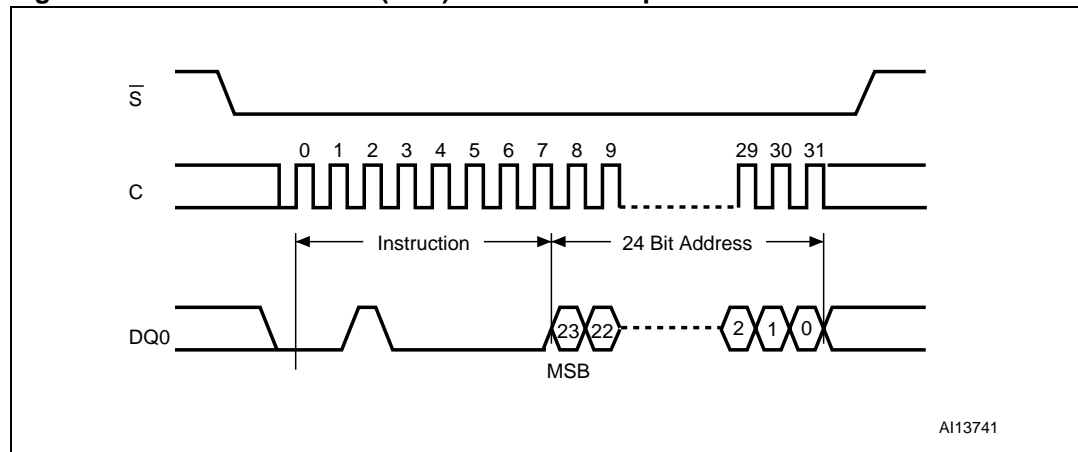 S
0 1 2 3 4 5 6 7 8 9 29 30 31
C
Instruction 24 Bit Address
DQ0 23 22 2 1 0
MSB
AI13741